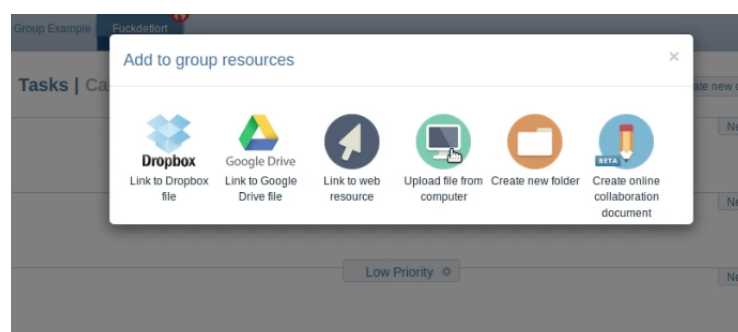 Group Example Fuckdetlort
Add to group resources ×
Tasks | Ca
ate new
Ne
Dropbox Google Drive
BETA
Link to Dropbox file
Link to Google Drive file
Link to web resource
Upload file from computer
Create new folder
Create online collaboration document
Ne
Low Priority
Ne